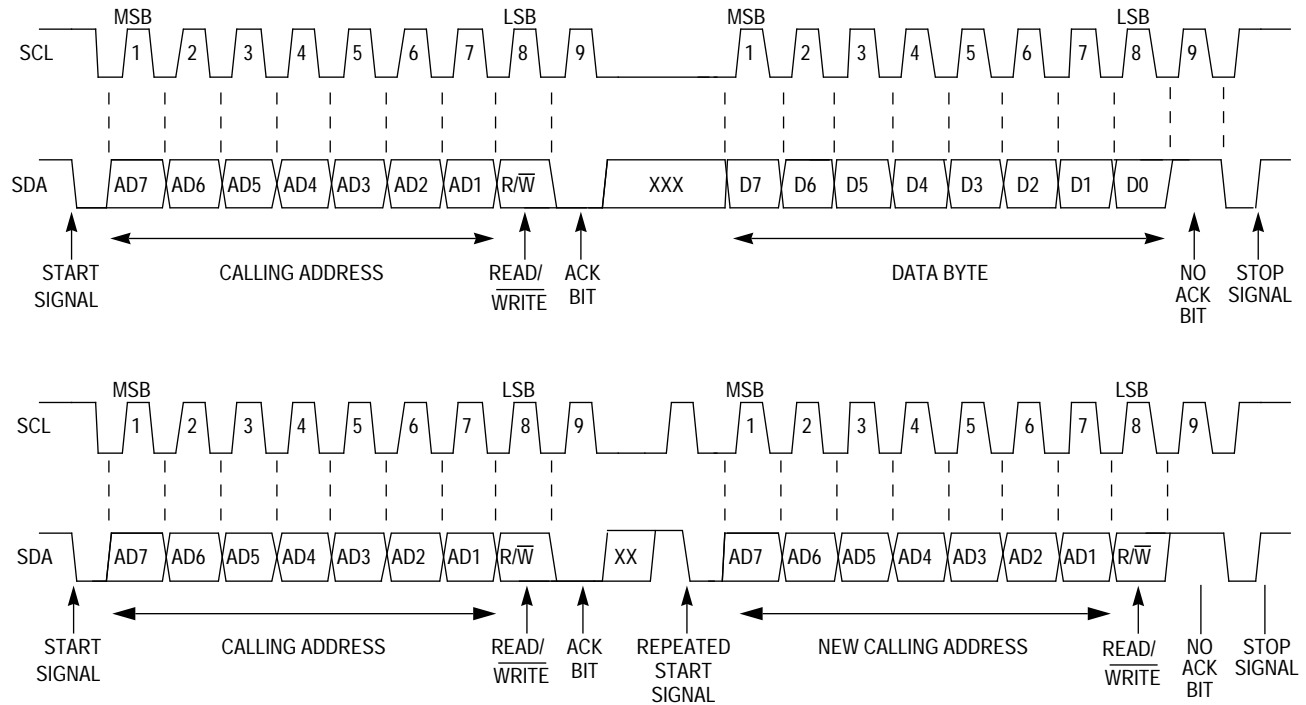 MSB LSB MSB LSB
SCL 1 2 3 4 5 6 7 8 9 1 2 3 4 5 6 7 8 9
SDA AD7 AD6 AD5 AD4 AD3 AD2 AD1 R/W̅ XXX D7 D6 D5 D4 D3 D2 D1 D0
START SIGNAL
CALLING ADDRESS
READ/
W̅R̅I̅T̅E̅
ACK
BIT
DATA BYTE
NO
ACK
BIT
STOP
SIGNAL
MSB LSB MSB LSB
SCL 1 2 3 4 5 6 7 8 9 1 2 3 4 5 6 7 8 9
SDA AD7 AD6 AD5 AD4 AD3 AD2 AD1 R/W̅ XX AD7 AD6 AD5 AD4 AD3 AD2 AD1 R/W̅
START
SIGNAL
CALLING ADDRESS
READ/
W̅R̅I̅T̅E̅
ACK
BIT
REPEATED
START
SIGNAL
NEW CALLING ADDRESS
READ/
W̅R̅I̅T̅E̅
NO
ACK
BIT
STOP
SIGNAL